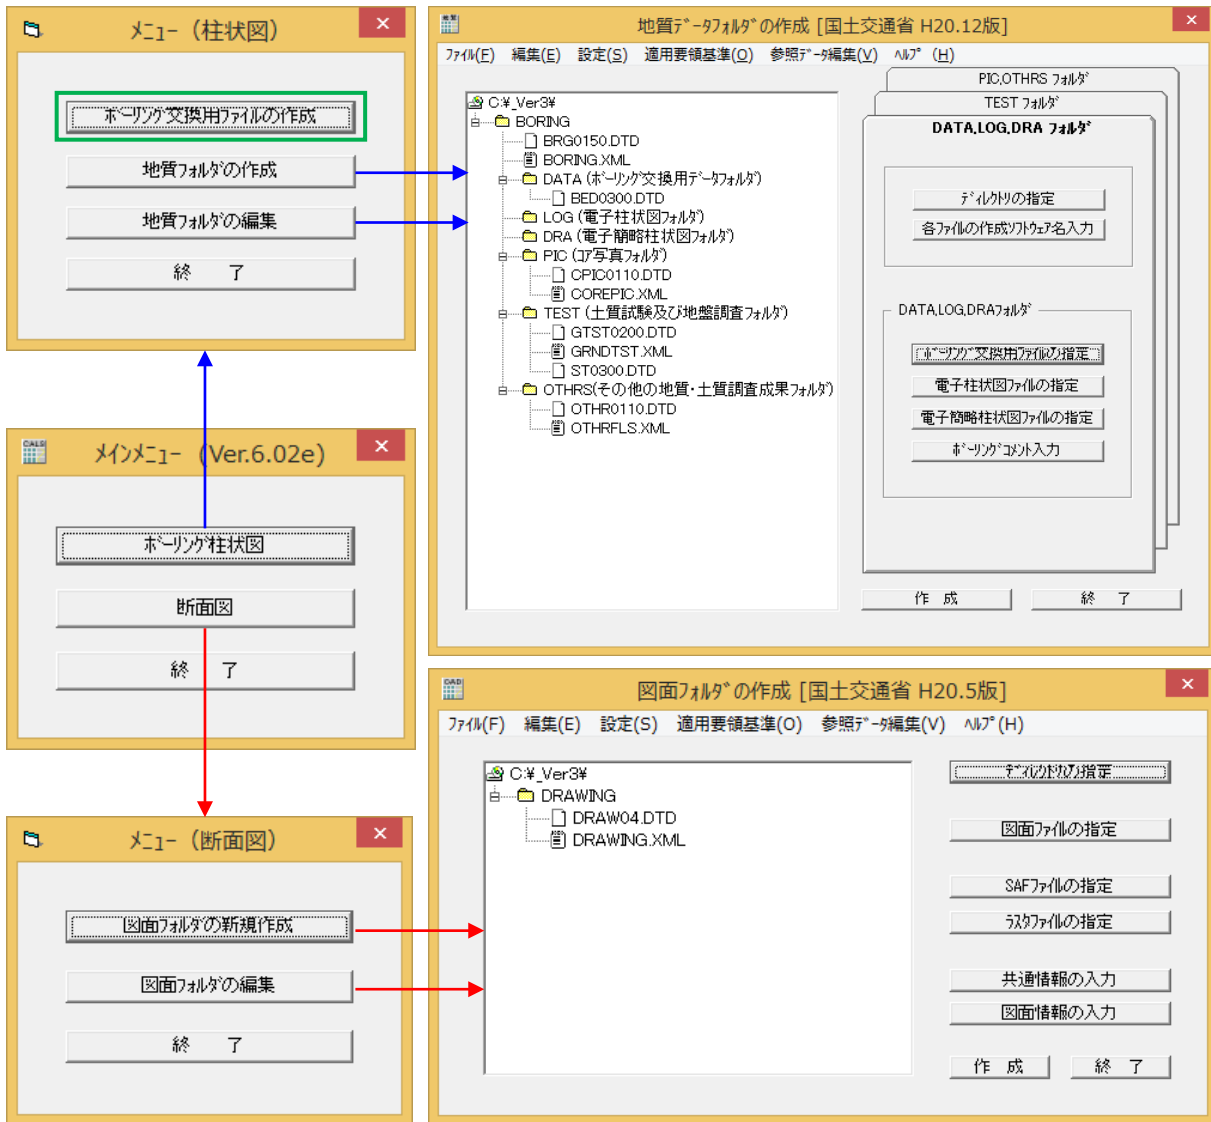 メニュー（柱状図）
ボーリング交換用ファイルの作成
地質フォルダの作成
地質フォルダの編集
終 了
地質データフォルダの作成 [国土交通省 H20.12版]
ファイル(F) 編集(E) 設定(S) 適用要領基準(O) 参照データ編集(V) ヘルプ (H)
C:¥_Ver3¥
BORING
BRG0150.DTD
BORING.XML
DATA (ボーリング交換用データフォルダ)
BED0300.DTD
LOG (電子柱状図フォルダ)
DRA (電子簡略柱状図フォルダ)
PIC (コア写真フォルダ)
CPIC0110.DTD
COREPIC.XML
TEST (土質試験及び地盤調査フォルダ)
GTST0200.DTD
GRNDTST.XML
ST0300.DTD
OTHRS(その他の地質・土質調査成果フォルダ)
OTHR0110.DTD
OTHRFLS.XML
PIC,OTHRS フォルダ
TEST フォルダ
DATA,LOG,DRA フォルダ
ディレクトリの指定
各ファイルの作成ソフトウェア名入力
DATA,LOG,DRAフォルダ
ボーリング交換用ファイルの指定
電子柱状図ファイルの指定
電子簡略柱状図ファイルの指定
ボーリングコメント入力
作 成
終 了
CALS
メインメニュー (Ver.6.02e)
ボーリング柱状図
断面図
終 了
メニュー（断面図）
図面フォルダの新規作成
図面フォルダの編集
終 了
CAD
図面フォルダの作成 [国土交通省 H20.5版]
ファイル(F) 編集(E) 設定(S) 適用要領基準(O) 参照データ編集(V) ヘルプ(H)
C:¥_Ver3¥
DRAWING
DRAW04.DTD
DRAWING.XML
ディレクトリの指定
図面ファイルの指定
SAFファイルの指定
ラスタファイルの指定
共通情報の入力
図面情報の入力
作 成
終 了